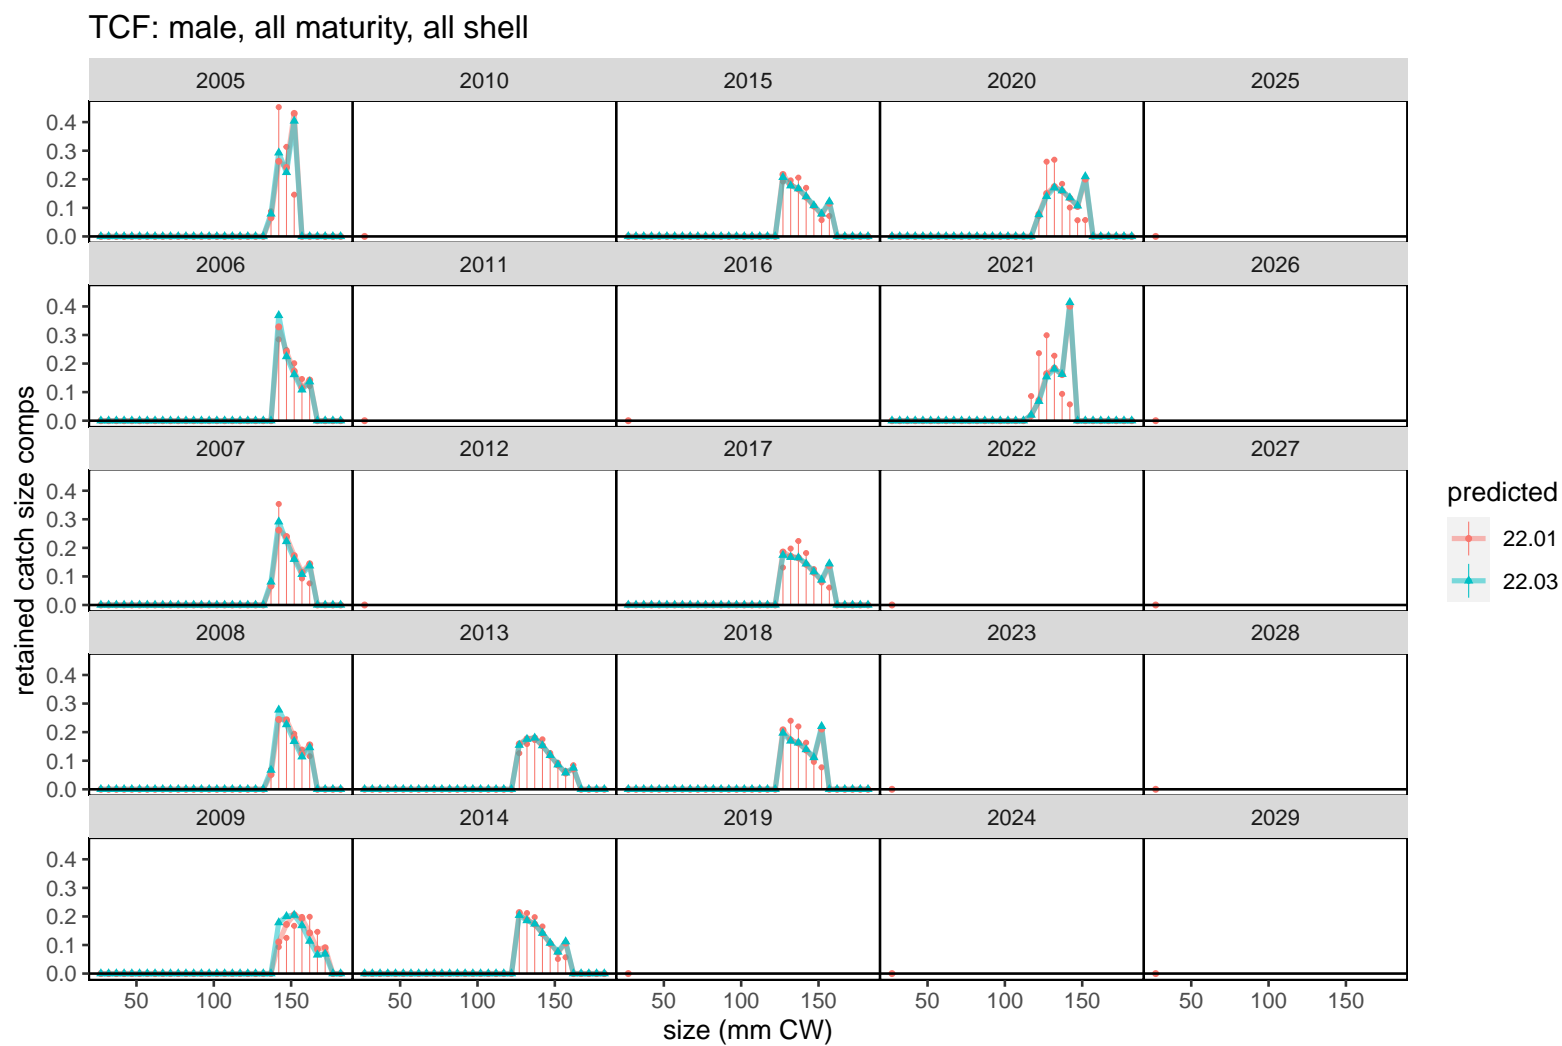 TCF: male, all maturity, all shell
2005 2010 2015 2020 2025
0.4
0.3
0.2
0.1
0.0
2006 2011 2016 2021 2026
0.4
0.3
0.2
0.1
0.0
2007 2012 2017 2022 2027
0.4
0.3
0.2
0.1
0.0
2008 2013 2018 2023 2028
0.4
0.3
0.2
0.1
0.0
2009 2014 2019 2024 2029
0.4
0.3
0.2
0.1
0.0
50 100 150 50 100 150 50 100 150 50 100 150 50 100 150
size (mm CW)
retained catch size comps
predicted
22.01
22.03